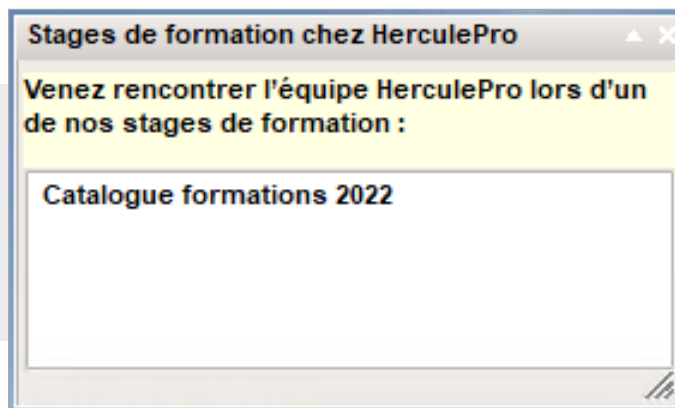 Stages de formation chez HerculePro
Venez rencontrer l'équipe HerculePro lors d'un
de nos stages de formation :
Catalogue formations 2022